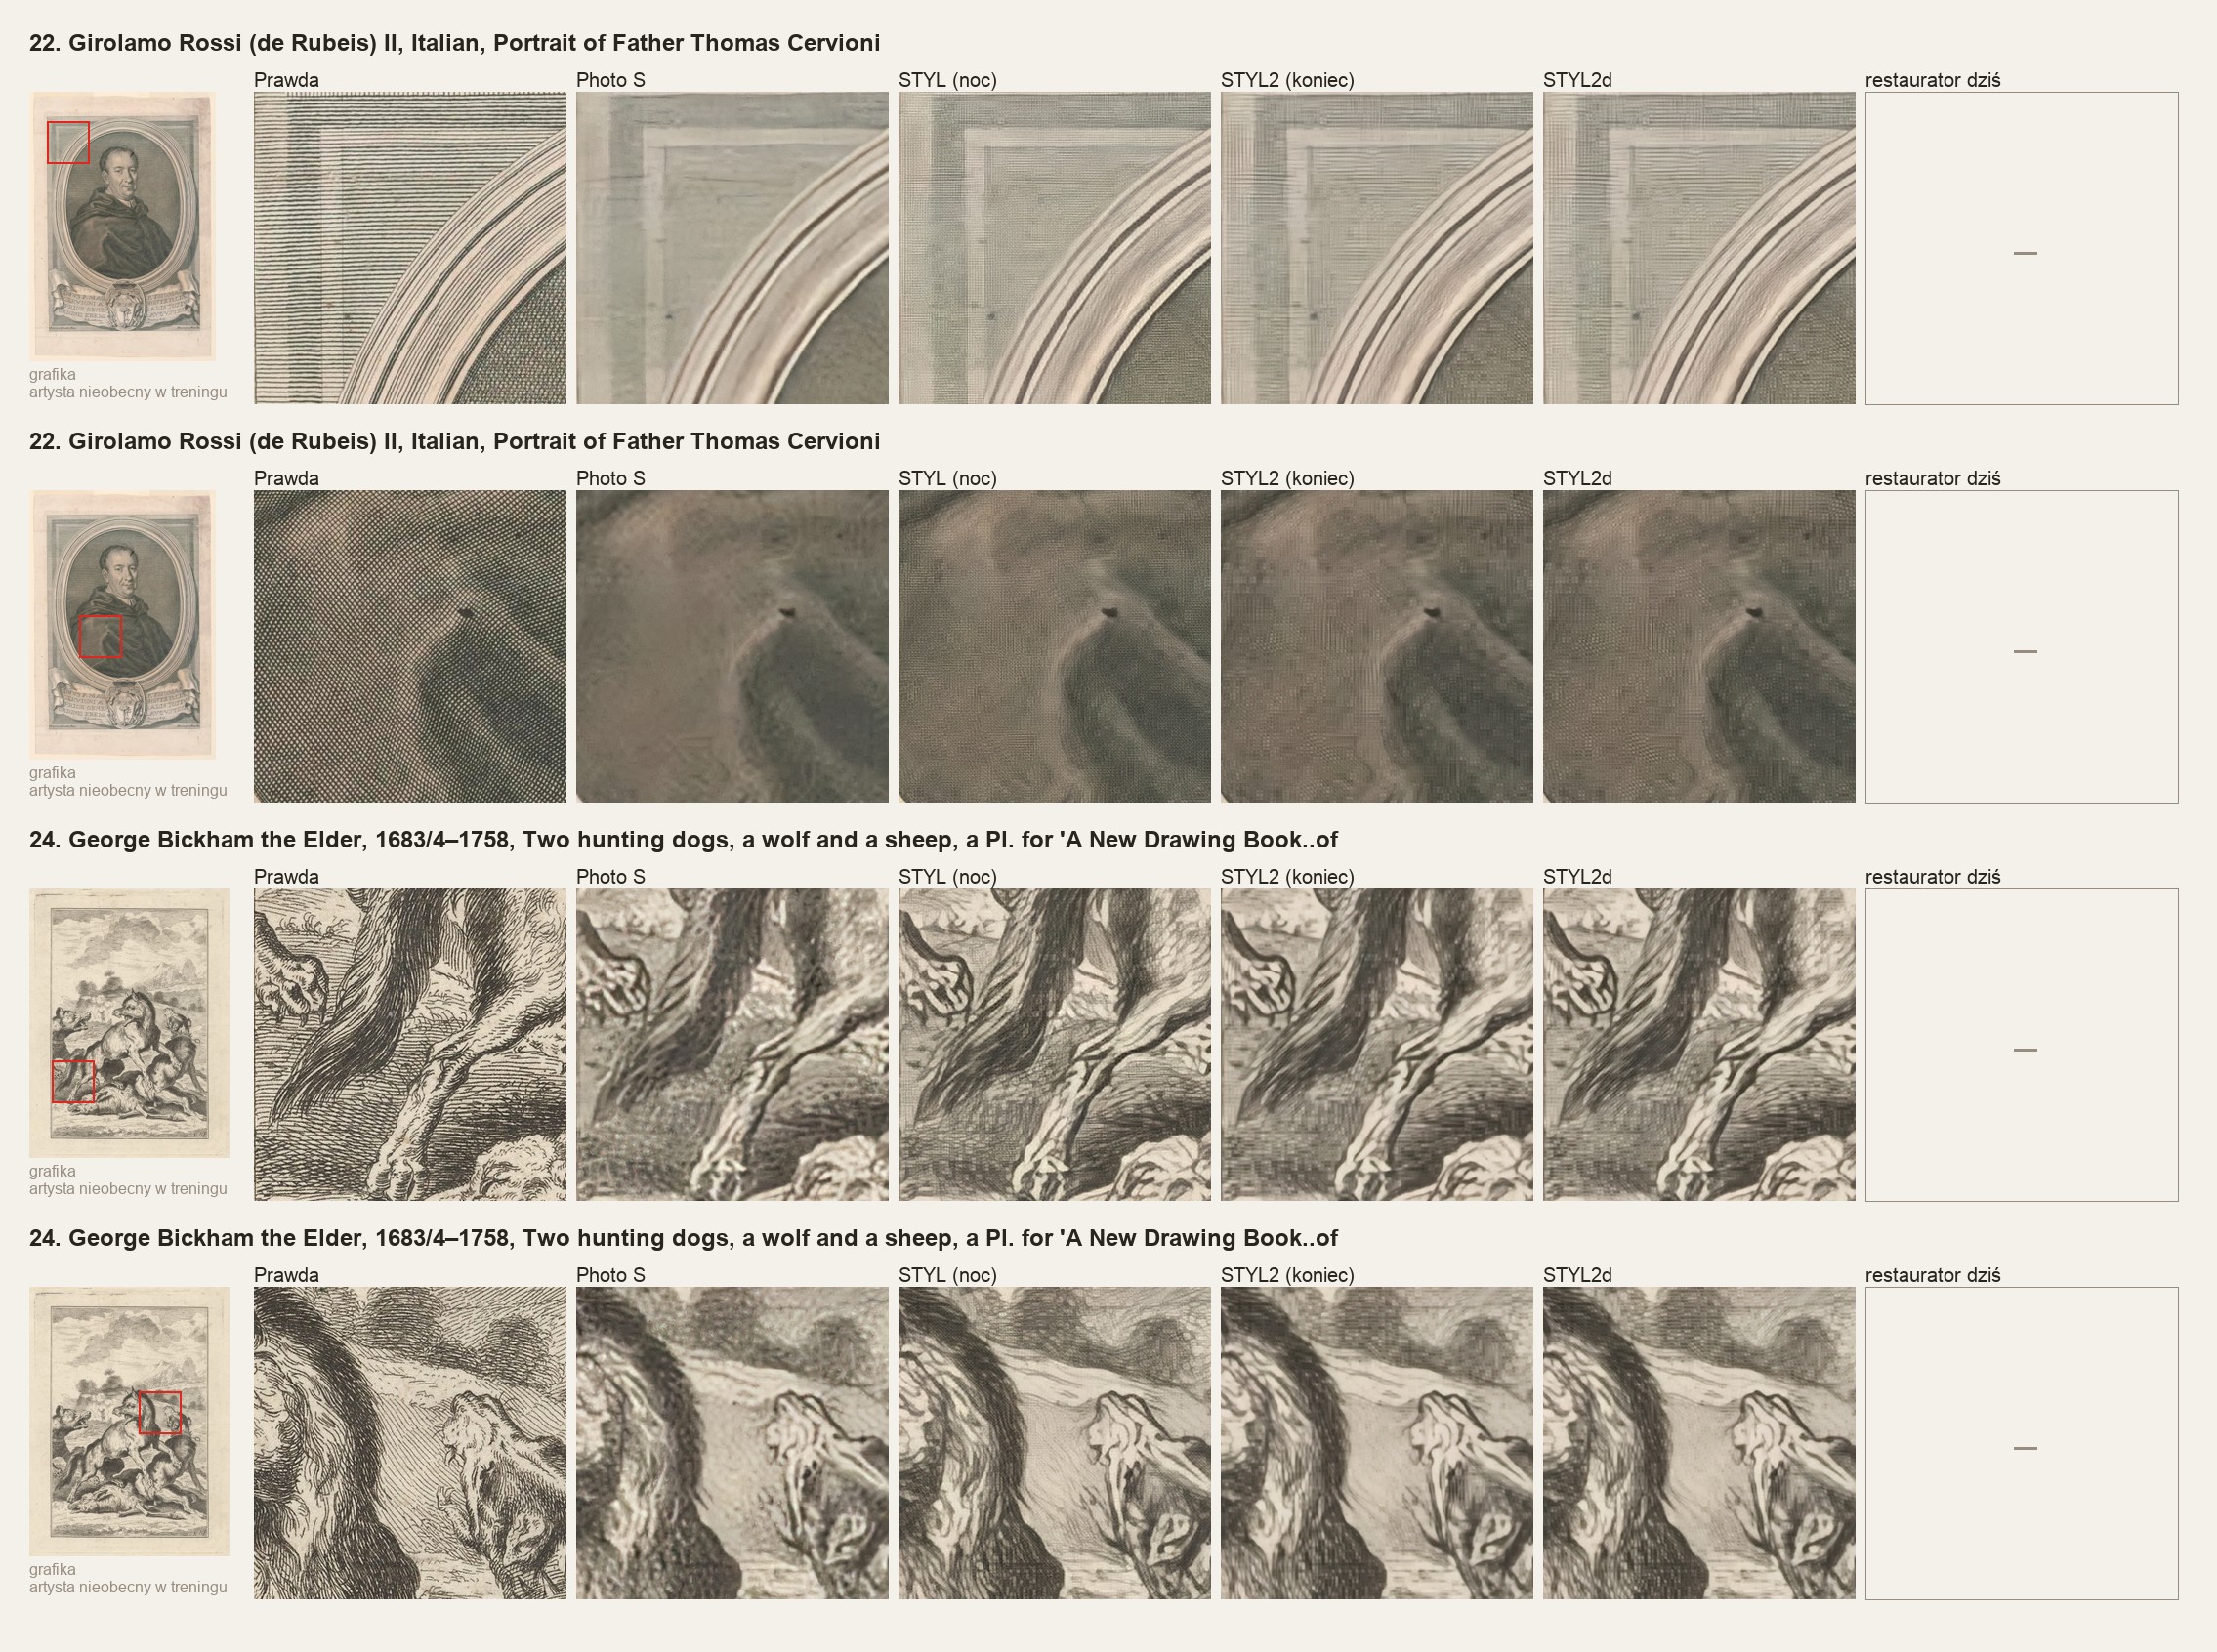 22. Girolamo Rossi (de Rubeis) II, Italian, Portrait of Father Thomas Cervioni
Prawda
Photo S
STYL (noc)
STYL2 (koniec)
STYL2d
restaurator dziś
grafika
artysta nieobecny w treningu
22. Girolamo Rossi (de Rubeis) II, Italian, Portrait of Father Thomas Cervioni
Prawda
Photo S
STYL (noc)
STYL2 (koniec)
STYL2d
restaurator dziś
grafika
artysta nieobecny w treningu
24. George Bickham the Elder, 1683/4–1758, Two hunting dogs, a wolf and a sheep, a Pl. for 'A New Drawing Book..of
Prawda
Photo S
STYL (noc)
STYL2 (koniec)
STYL2d
restaurator dziś
grafika
artysta nieobecny w treningu
24. George Bickham the Elder, 1683/4–1758, Two hunting dogs, a wolf and a sheep, a Pl. for 'A New Drawing Book..of
Prawda
Photo S
STYL (noc)
STYL2 (koniec)
STYL2d
restaurator dziś
grafika
artysta nieobecny w treningu